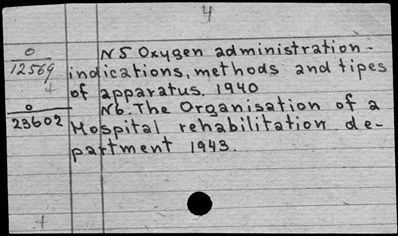 4
0 N5 Oxygen administration -
12569 indications, methods and tipes
of apparatus. 1940
0 N6. The Organisation of a
23602 Hospital rehabilitation de-
partment 1943.